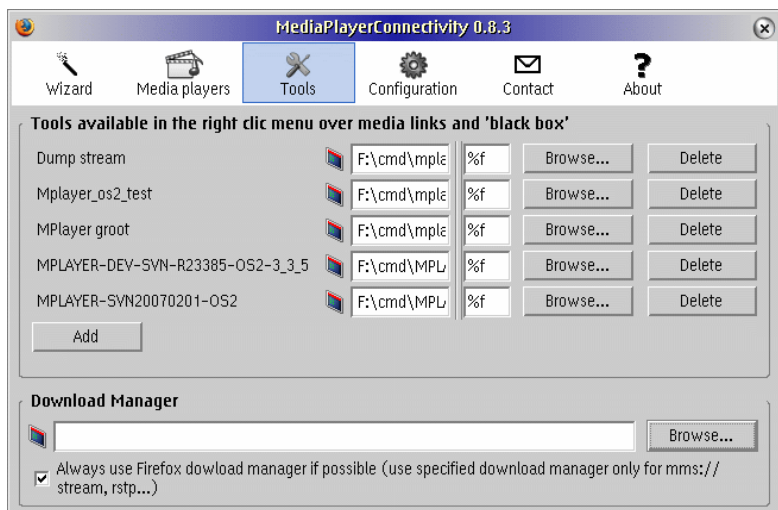 MediaPlayerConnectivity 0.8.3
Wizard Media players Tools Configuration Contact About
Tools available in the right clic menu over media links and 'black box'
Dump stream F:\cmd\mpla %f Browse... Delete
Mplayer_os2_test F:\cmd\mpla %f Browse... Delete
MPlayer groot F:\cmd\mpla %f Browse... Delete
MPLAYER-DEV-SVN-R23385-OS2-3_3_5 F:\cmd\MPL %f Browse... Delete
MPLAYER-SVN20070201-OS2 F:\cmd\MPL %f Browse... Delete
Add
Download Manager
Browse...
Always use Firefox dowload manager if possible (use specified download manager only for mms://
stream, rstp...)